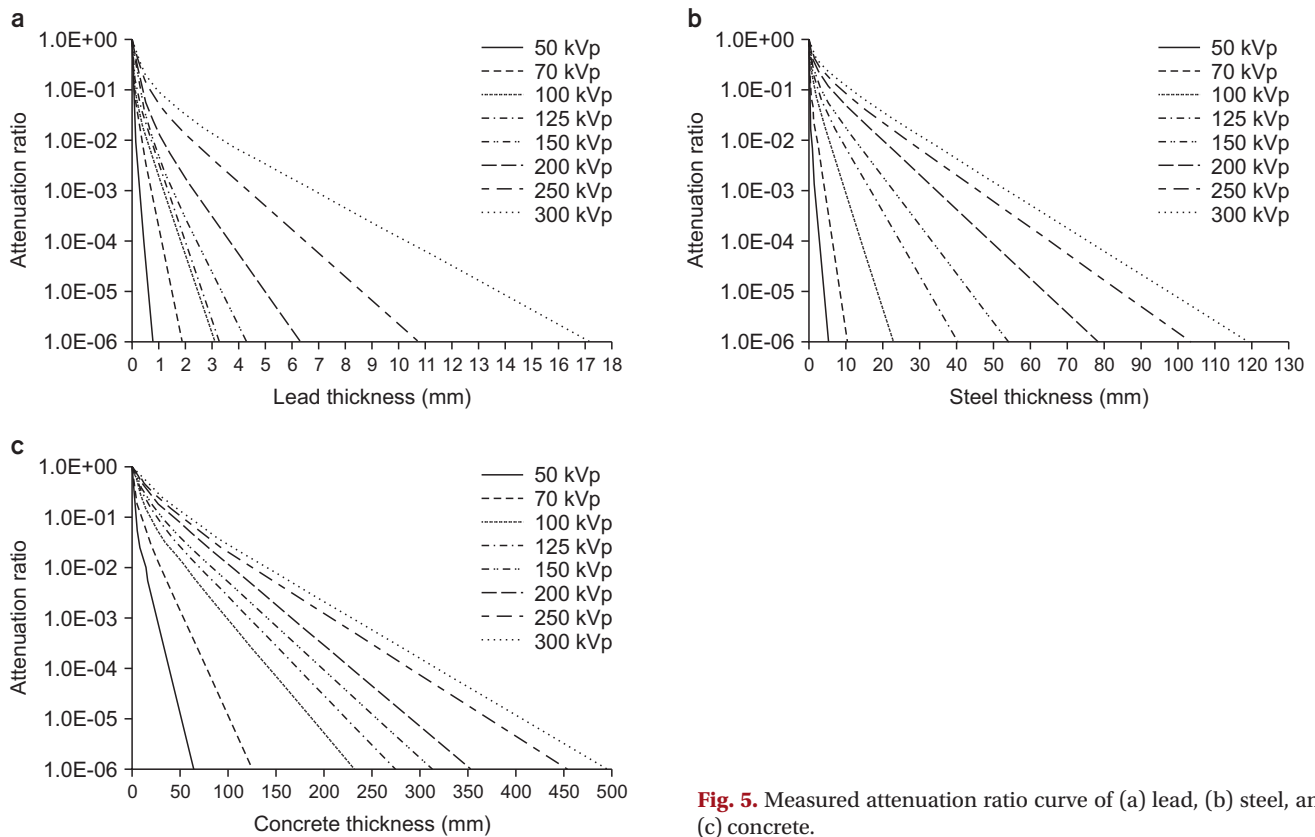 a
1.0E+00
1.0E-01
1.0E-02
1.0E-03
1.0E-04
1.0E-05
1.0E-06
Attenuation ratio
0 1 2 3 4 5 6 7 8 9 10 11 12 13 14 15 16 17 18
Lead thickness (mm)
50 kVp
70 kVp
100 kVp
125 kVp
150 kVp
200 kVp
250 kVp
300 kVp
b
1.0E+00
1.0E-01
1.0E-02
1.0E-03
1.0E-04
1.0E-05
1.0E-06
Attenuation ratio
0 10 20 30 40 50 60 70 80 90 100 110 120 130
Steel thickness (mm)
50 kVp
70 kVp
100 kVp
125 kVp
150 kVp
200 kVp
250 kVp
300 kVp
c
1.0E+00
1.0E-01
1.0E-02
1.0E-03
1.0E-04
1.0E-05
1.0E-06
Attenuation ratio
0 50 100 150 200 250 300 350 400 450 500
Concrete thickness (mm)
50 kVp
70 kVp
100 kVp
125 kVp
150 kVp
200 kVp
250 kVp
300 kVp
Fig. 5. Measured attenuation ratio curve of (a) lead, (b) steel,
(c) concrete.